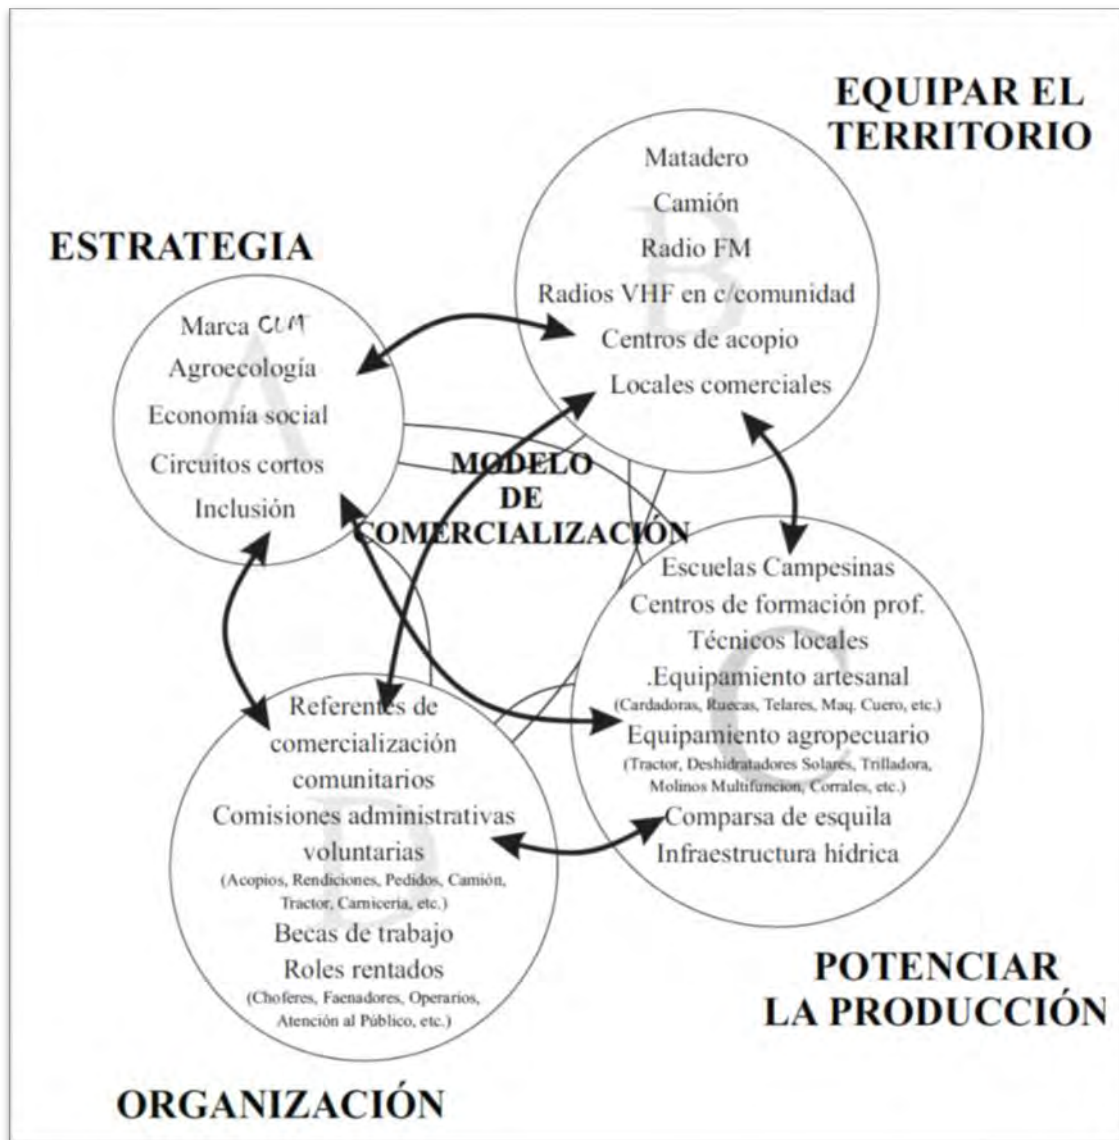 EQUIPAR EL
TERRITORIO
B
Matadero
Camión
Radio FM
Radios VHF en c/comunidad
Centros de acopio
Locales comerciales
ESTRATEGIA
A
Marca CLM
Agroecología
Economía social
Circuitos cortos
Inclusión
MODELO
DE
COMERCIALIZACIÓN
C
Escuelas Campesinas
Centros de formación prof.
Técnicos locales
.Equipamiento artesanal
(Cardadoras, Ruecas, Telares, Maq. Cuero, etc.)
Equipamiento agropecuario
(Tractor, Deshidratadores Solares, Trilladora,
Molinos Multifuncion, Corrales, etc.)
Comparsa de esquila
Infraestructura hídrica
POTENCIAR
LA PRODUCCIÓN
D
Referentes de
comercialización
comunitarios
Comisiones administrativas
voluntarias
(Acopios, Rendiciones, Pedidos, Camión,
Tractor, Carniceria, etc.)
Becas de trabajo
Roles rentados
(Choferes, Faenadores, Operarios,
Atención al Público, etc.)
ORGANIZACIÓN